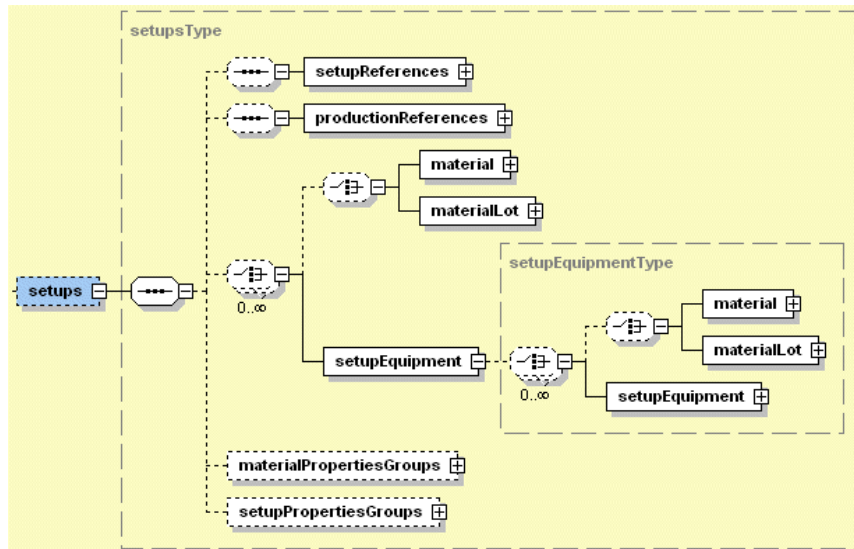 setupsType
setupReferences
productionReferences
material
materialLot
setupEquipmentType
setups
0..∞
material
materialLot
setupEquipment
0..∞
setupEquipment
materialPropertiesGroups
setupPropertiesGroups